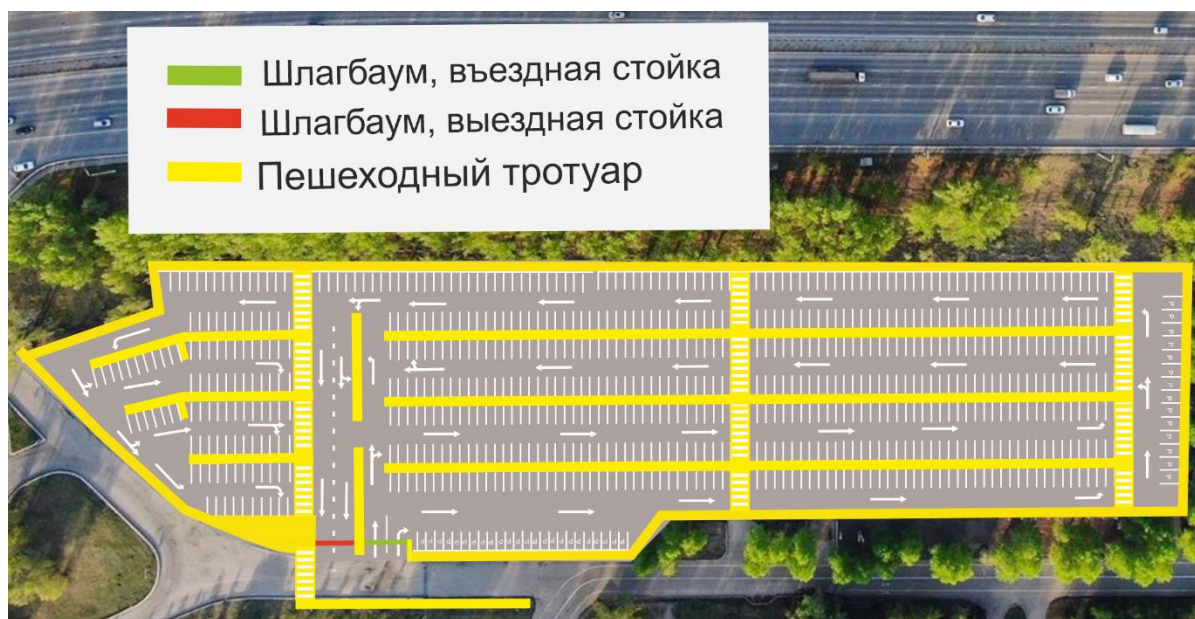 Шлагбаум, въездная стойка
Шлагбаум, выездная стойка
Пешеходный тротуар